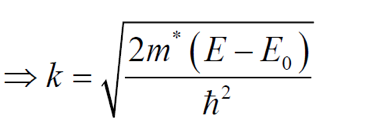 ⇒ k = √(2m*(E − E₀) / ħ²)